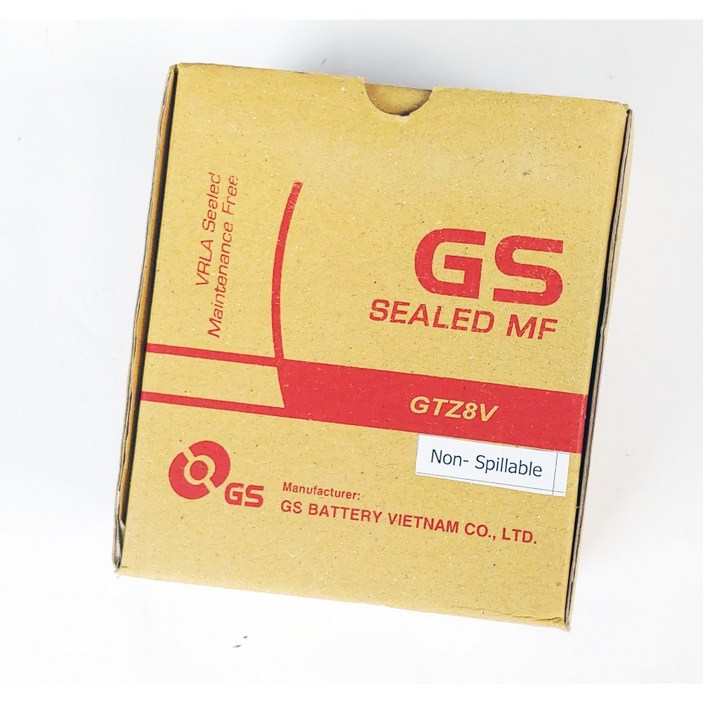 VRLA Sealed
Maintenance Free
GS
SEALED MF
GTZ8V
Non- Spillable
GS
Manufacturer:
GS BATTERY VIETNAM CO., LTD.